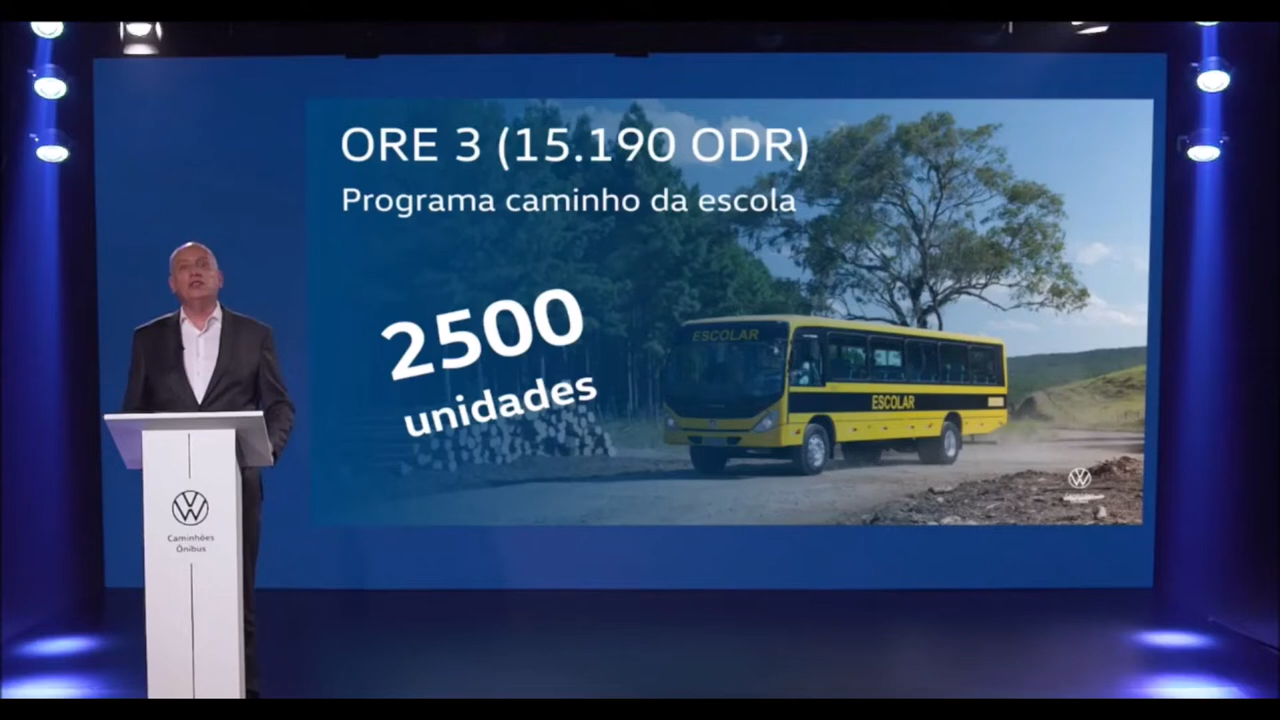 ORE 3 (15.190 ODR)
Programa caminho da escola
2500
unidades
ESCOLAR
ESCOLAR
Caminhões
Ônibus